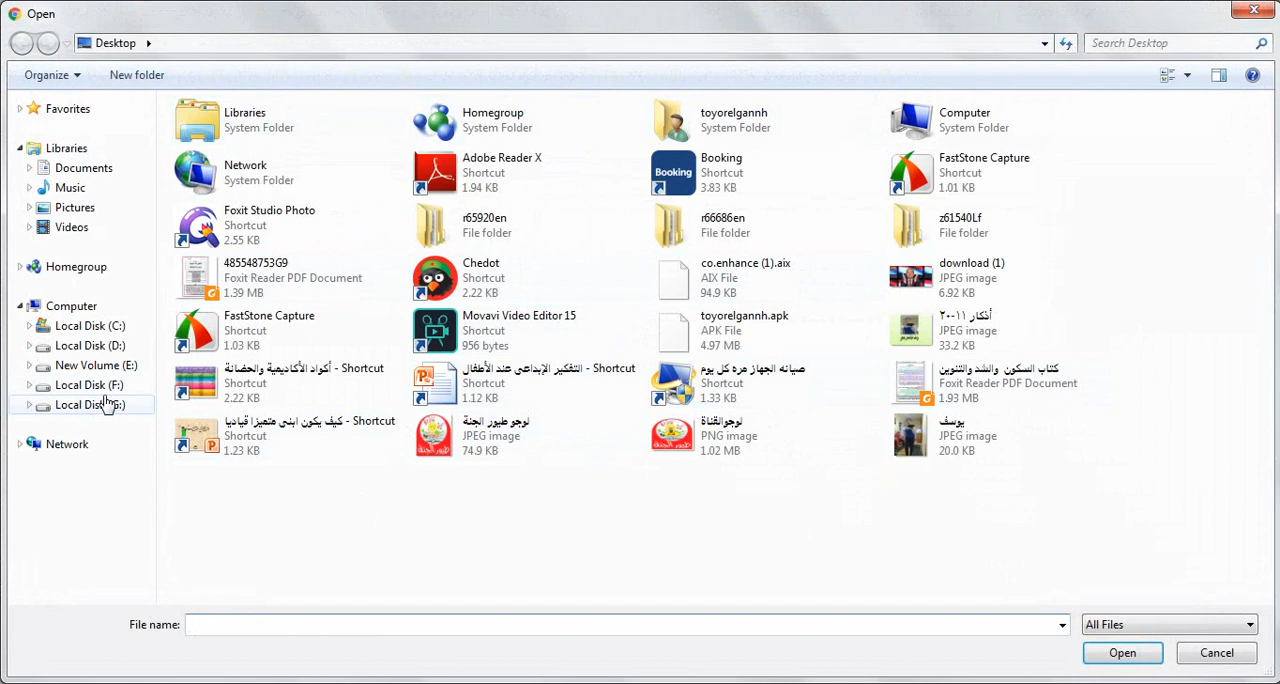 Open
Desktop
Search Desktop
Organize
New folder
Favorites
Libraries
Documents
Music
Pictures
Videos
Homegroup
Computer
Local Disk (C:)
Local Disk (D:)
New Volume (E:)
Local Disk (F:)
Local Disk (G:)
Network
Libraries
System Folder
Homegroup
System Folder
toyorelgannh
System Folder
Computer
System Folder
Network
System Folder
Adobe Reader X
Shortcut
1.94 KB
Booking
Booking
Shortcut
3.83 KB
FastStone Capture
Shortcut
1.01 KB
Foxit Studio Photo
Shortcut
2.55 KB
r65920en
File folder
r66686en
File folder
z61540Lf
File folder
485548753G9
Foxit Reader PDF Document
1.39 MB
Chedot
Shortcut
2.22 KB
co.enhance (1).aix
AIX File
94.9 KB
download (1)
JPEG image
6.92 KB
FastStone Capture
Shortcut
1.03 KB
Movavi Video Editor 15
Shortcut
956 bytes
toyorelgannh.apk
APK File
4.97 MB
أذكار ١١-٢٠
JPEG image
33.2 KB
أكواد الأكاديمية والحضانة - Shortcut
Shortcut
2.22 KB
التفكير الإبداعى عند الأطفال - Shortcut
Shortcut
1.12 KB
صيانه الجهاز مره كل يوم
Shortcut
1.33 KB
كتاب السكون والشد والتنوين
Foxit Reader PDF Document
1.93 MB
كيف يكون ابنى متميزا قياديا - Shortcut
Shortcut
1.23 KB
لوجو طيور الجنة
JPEG image
74.9 KB
لوجوالقناة
PNG image
1.02 MB
يوسف
JPEG image
20.0 KB
File name:
All Files
Open
Cancel